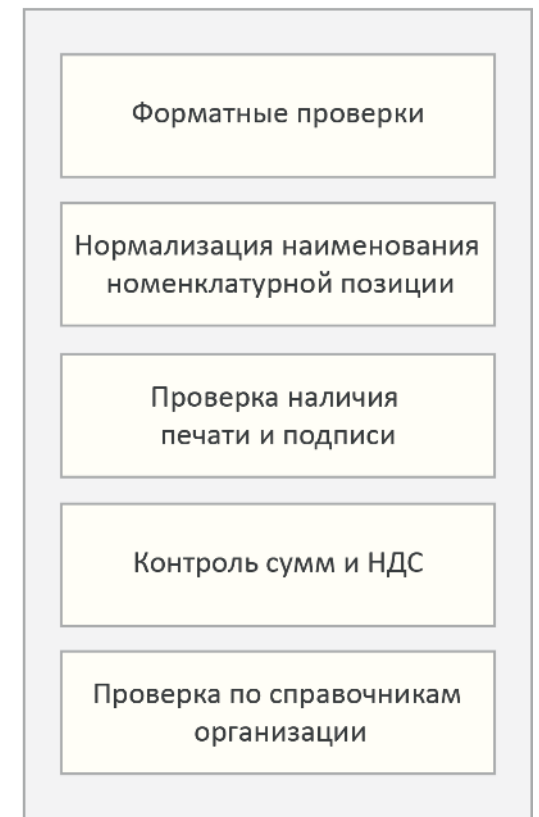 Форматные проверки
Нормализация наименования
номенклатурной позиции
Проверка наличия
печати и подписи
Контроль сумм и НДС
Проверка по справочникам
организации